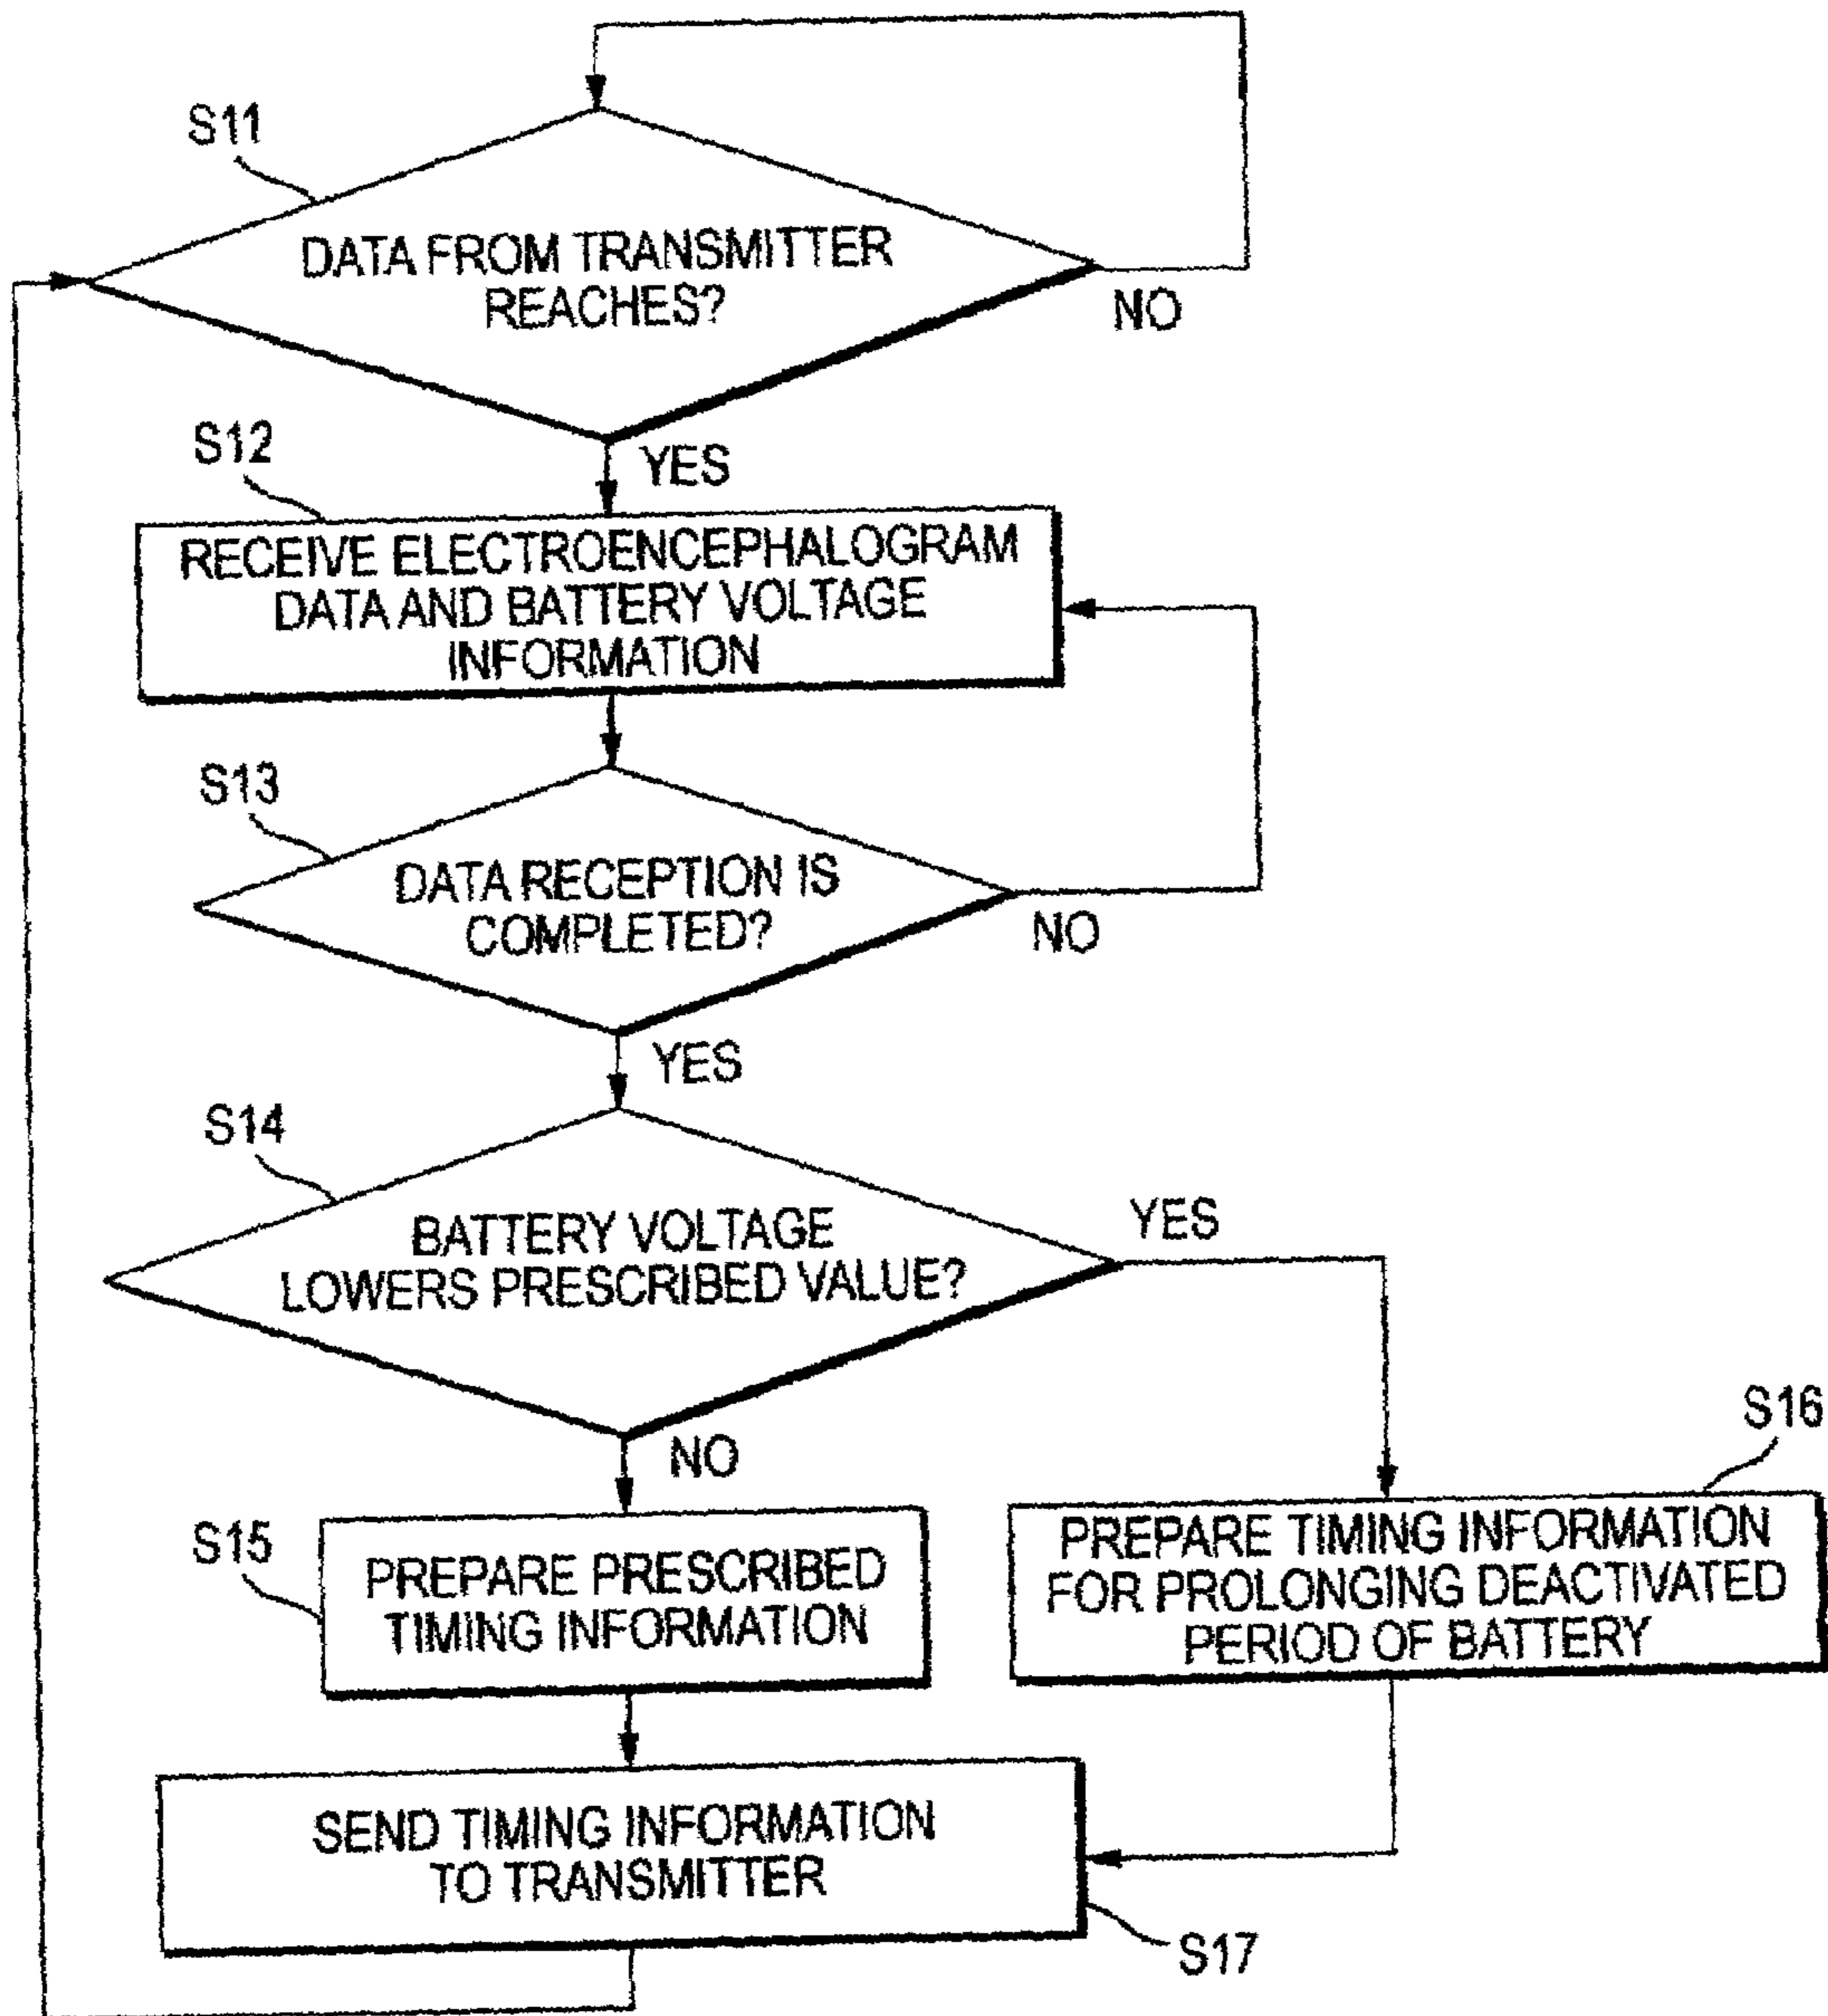 S11
DATA FROM TRANSMITTER
REACHES?
NO
YES
S12
RECEIVE ELECTROENCEPHALOGRAM
DATA AND BATTERY VOLTAGE
INFORMATION
S13
DATA RECEPTION IS
COMPLETED?
NO
YES
S14
BATTERY VOLTAGE
LOWERS PRESCRIBED VALUE?
YES
NO
S15
PREPARE PRESCRIBED
TIMING INFORMATION
S16
PREPARE TIMING INFORMATION
FOR PROLONGING DEACTIVATED
PERIOD OF BATTERY
SEND TIMING INFORMATION
TO TRANSMITTER
S17